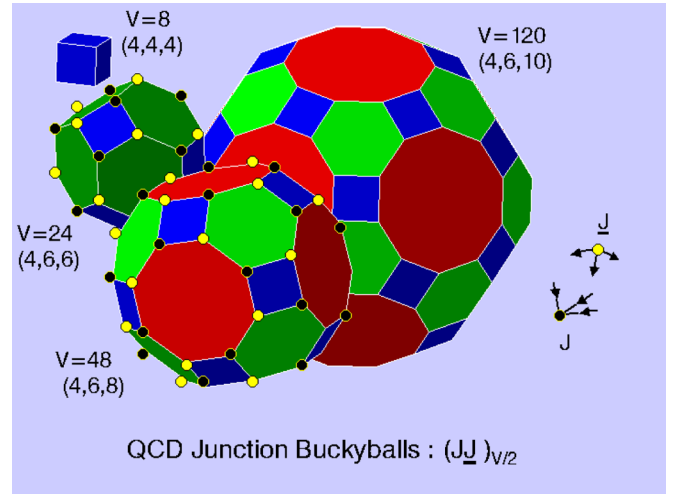 V=8
(4,4,4)
V=120
(4,6,10)
V=24
(4,6,6)
J
J
V=48
(4,6,8)
QCD Junction Buckyballs : (JJ )V/2